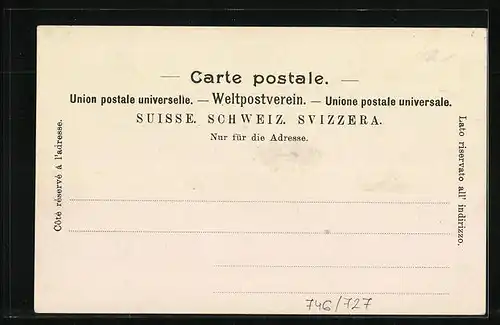 — Carte postale. —
Union postale universelle. — Weltpostverein. — Unione postale universale.
SUISSE. SCHWEIZ. SVIZZERA.
Nur für die Adresse.
Côté réservé á l'adresse.
Lato riservato all' indirizzo.
746/727